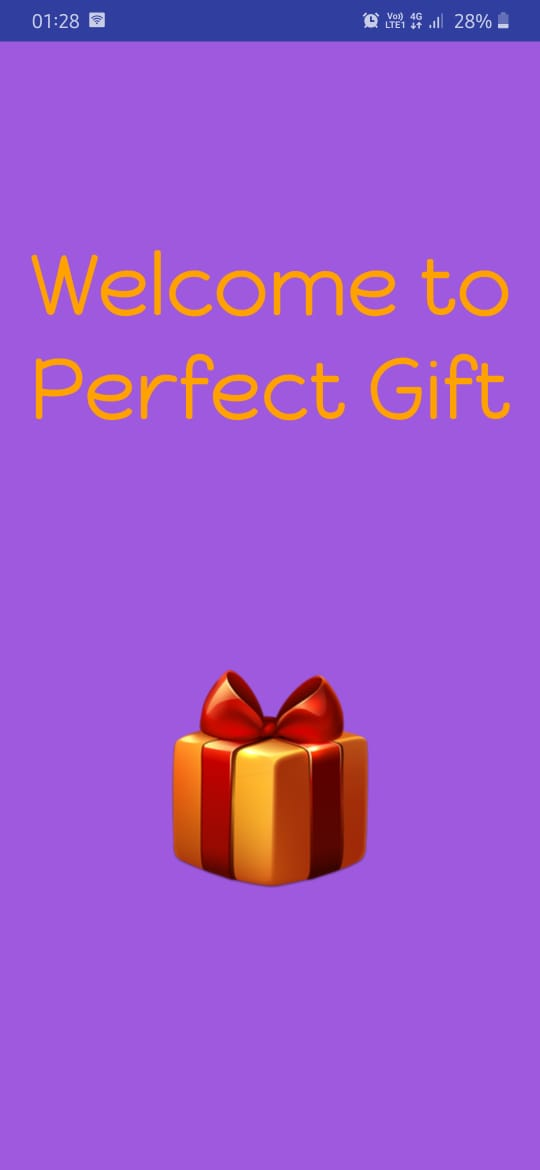 01:28 Vo)) LTE1 4G 28%
Welcome to
Perfect Gift